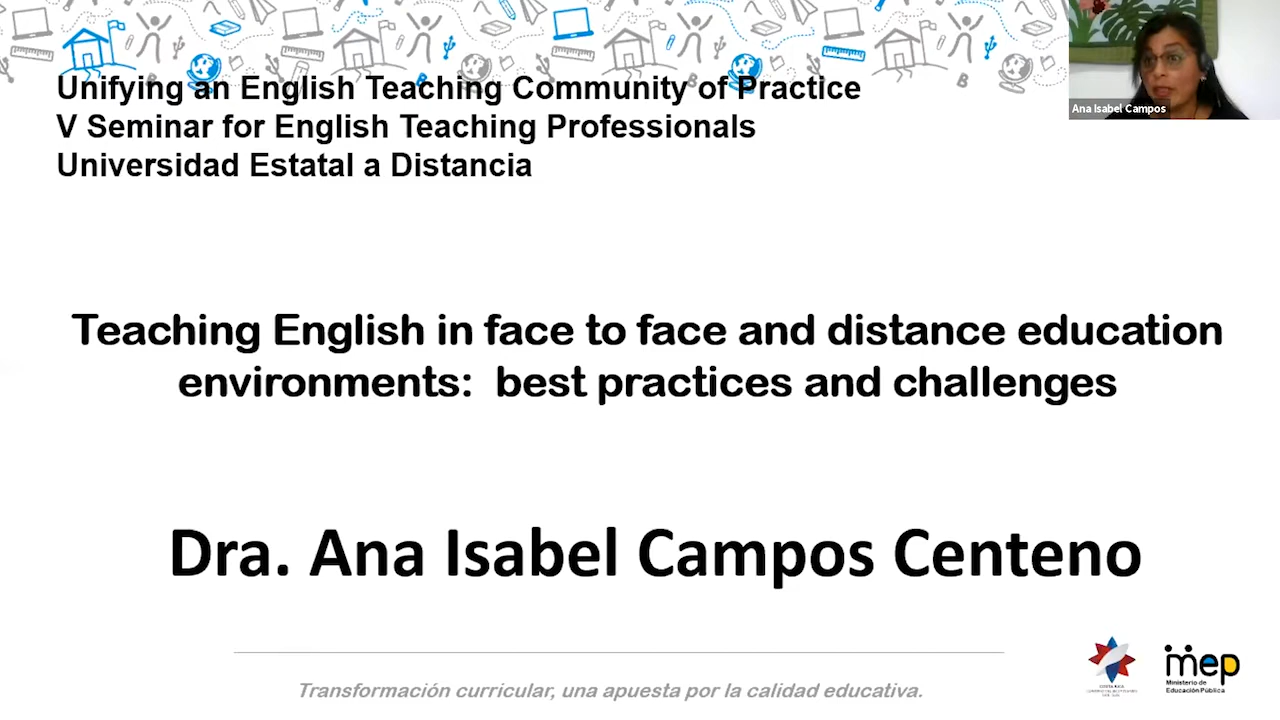 Unifying an English Teaching Community of Practice
V Seminar for English Teaching Professionals
Universidad Estatal a Distancia
Ana Isabel Campos
Teaching English in face to face and distance education
environments:  best practices and challenges
Dra. Ana Isabel Campos Centeno
Transformación curricular, una apuesta por la calidad educativa.
COSTA RICA
mep
Ministerio de
Educación Pública